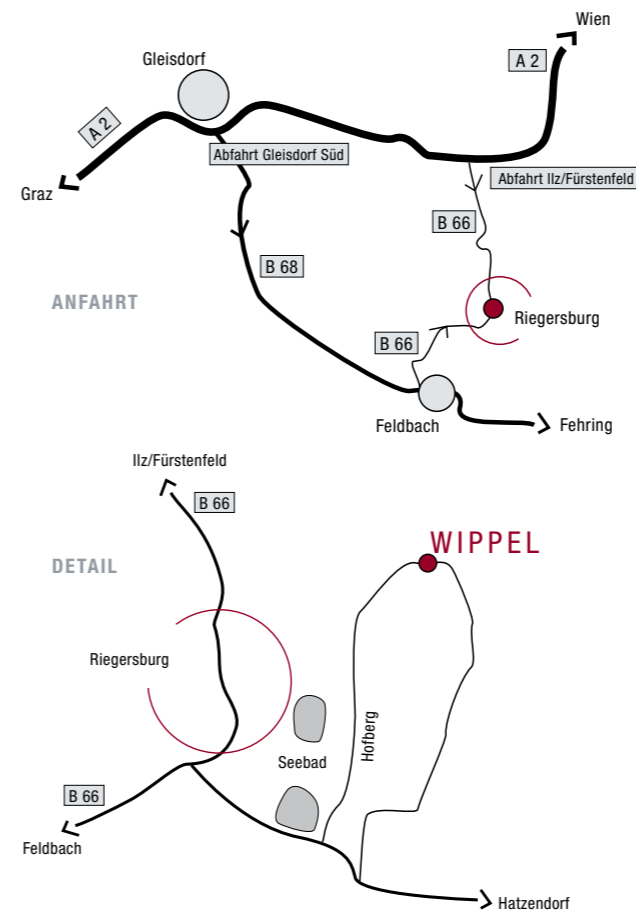 Wien
A 2
Gleisdorf
A 2
Abfahrt Gleisdorf Süd
Abfahrt Ilz/Fürstenfeld
Graz
B 66
B 68
ANFAHRT
Riegersburg
B 66
Feldbach
Fehring
Ilz/Fürstenfeld
B 66
WIPPEL
DETAIL
Riegersburg
Hofberg
Seebad
B 66
Feldbach
Hatzendorf